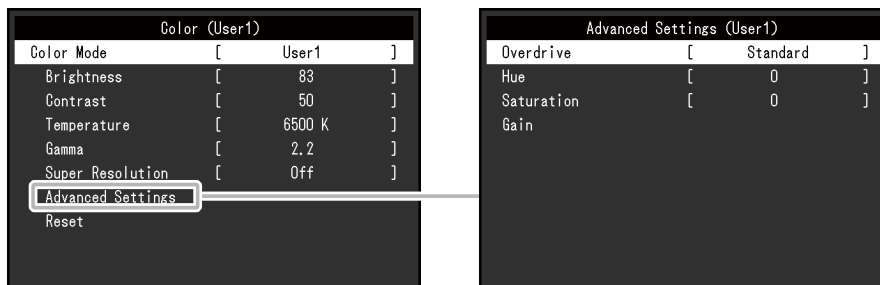 Color (User1)
Color Mode [ User1 ]
Brightness [ 83 ]
Contrast [ 50 ]
Temperature [ 6500 K ]
Gamma [ 2.2 ]
Super Resolution [ Off ]
Advanced Settings
Reset
Advanced Settings (User1)
Overdrive [ Standard ]
Hue [ 0 ]
Saturation [ 0 ]
Gain